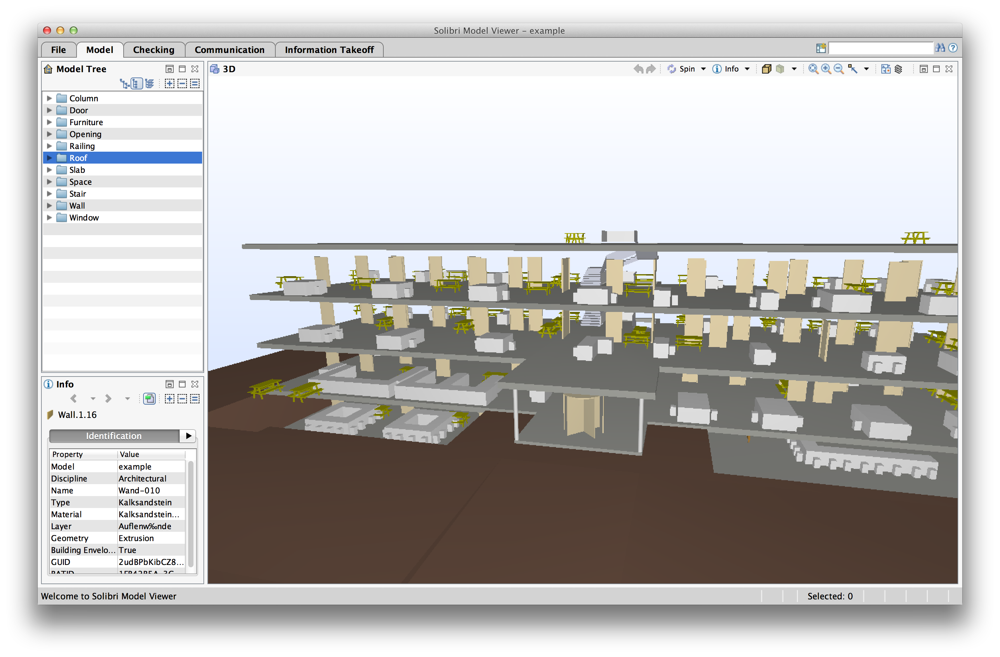 Solibri Model Viewer – example
File Model Checking Communication Information Takeoff
Model Tree
Column
Door
Furniture
Opening
Railing
Roof
Slab
Space
Stair
Wall
Window
3D Spin Info
Info
Wall.1.16
Identification
Property Value
Model example
Discipline Architectural
Name Wand-010
Type Kalksandstein
Material Kalksandstein...
Layer Auflenw‰nde
Geometry Extrusion
Building Envelo... True
GUID 2udBPbKibCZ8...
Welcome to Solibri Model Viewer Selected: 0